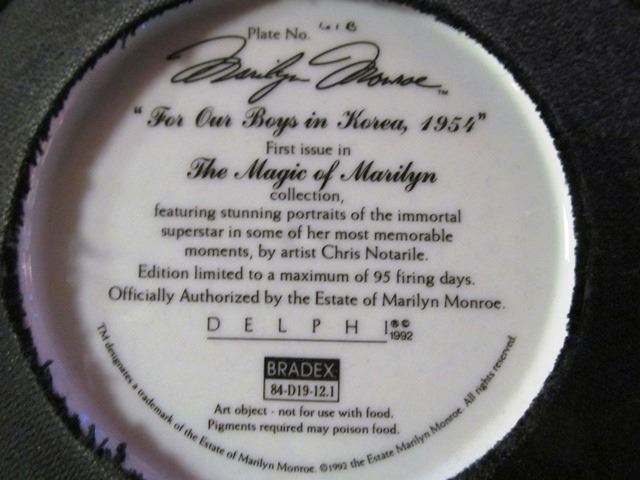 Plate No.
Marilyn Monroe™
"For Our Boys in Korea, 1954"
First issue in
The Magic of Marilyn
collection,
featuring stunning portraits of the immortal
superstar in some of her most memorable
moments, by artist Chris Notarile.
Edition limited to a maximum of 95 firing days.
Officially Authorized by the Estate of Marilyn Monroe.
DELPHI®©
1992
BRADEX
84-D19-12.1
Art object - not for use with food.
Pigments required may poison food.
TM designates a trademark of the Estate of Marilyn Monroe. ©1992 the Estate Marilyn Monroe. All rights reserved.